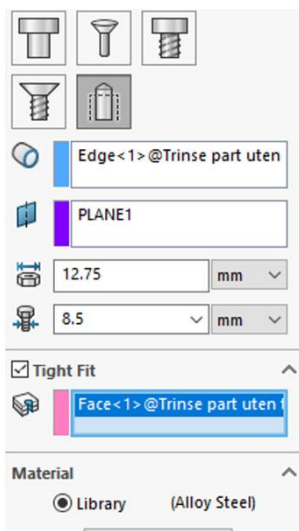 Edge<1>@Trinse part uten
PLANE1
12.75 mm
8.5 mm
Tight Fit
Face<1>@Trinse part uten
Material
Library (Alloy Steel)